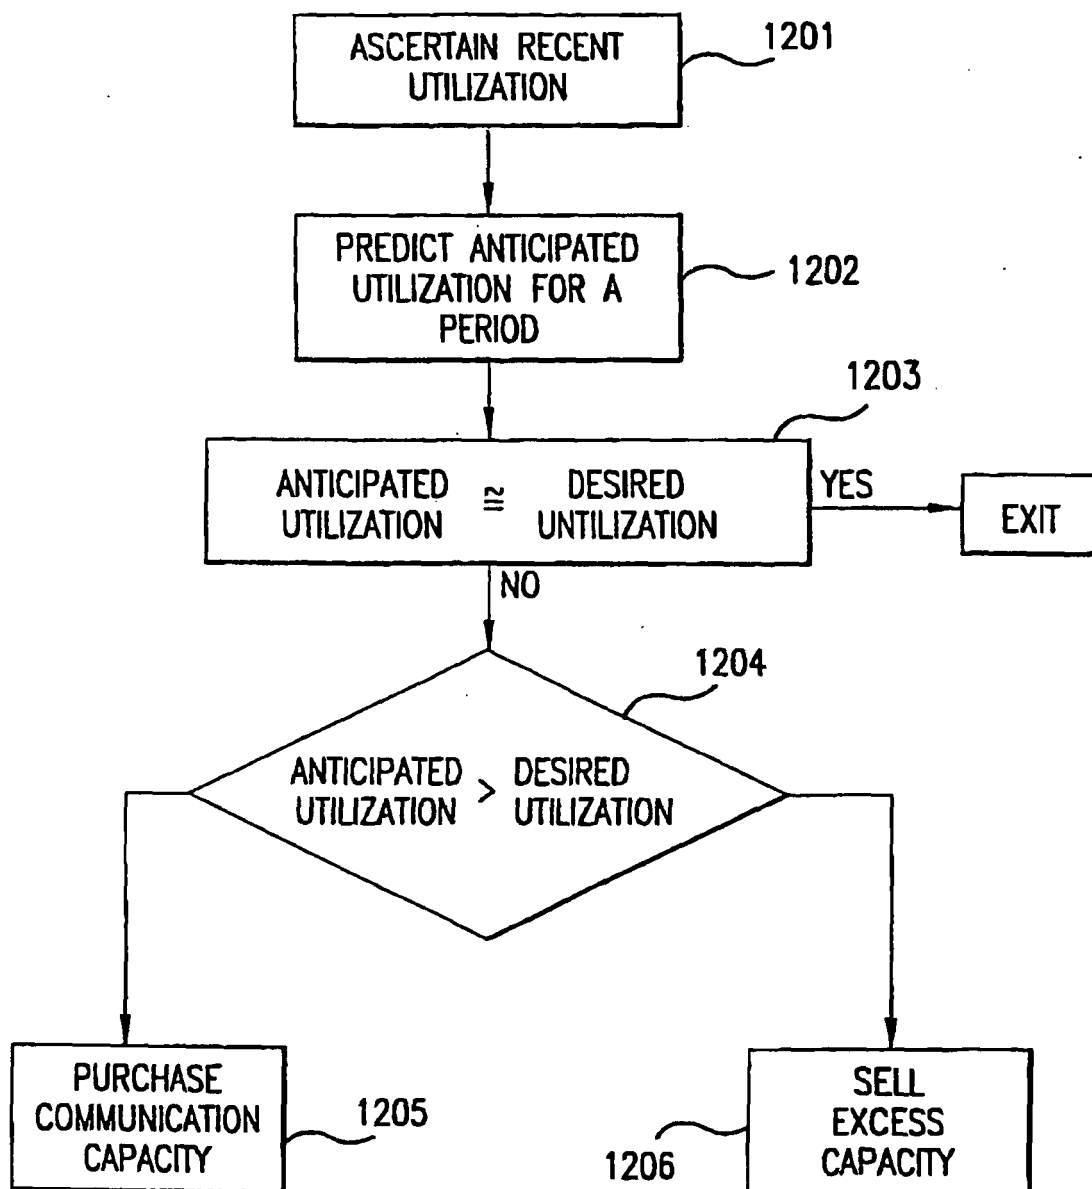 ASCERTAIN RECENT
UTILIZATION
1201
PREDICT ANTICIPATED
UTILIZATION FOR A
PERIOD
1202
1203
ANTICIPATED ≅ DESIRED
UTILIZATION UNTILIZATION
YES
EXIT
NO
1204
ANTICIPATED > DESIRED
UTILIZATION UTILIZATION
PURCHASE
COMMUNICATION
CAPACITY
1205
SELL
EXCESS
CAPACITY
1206